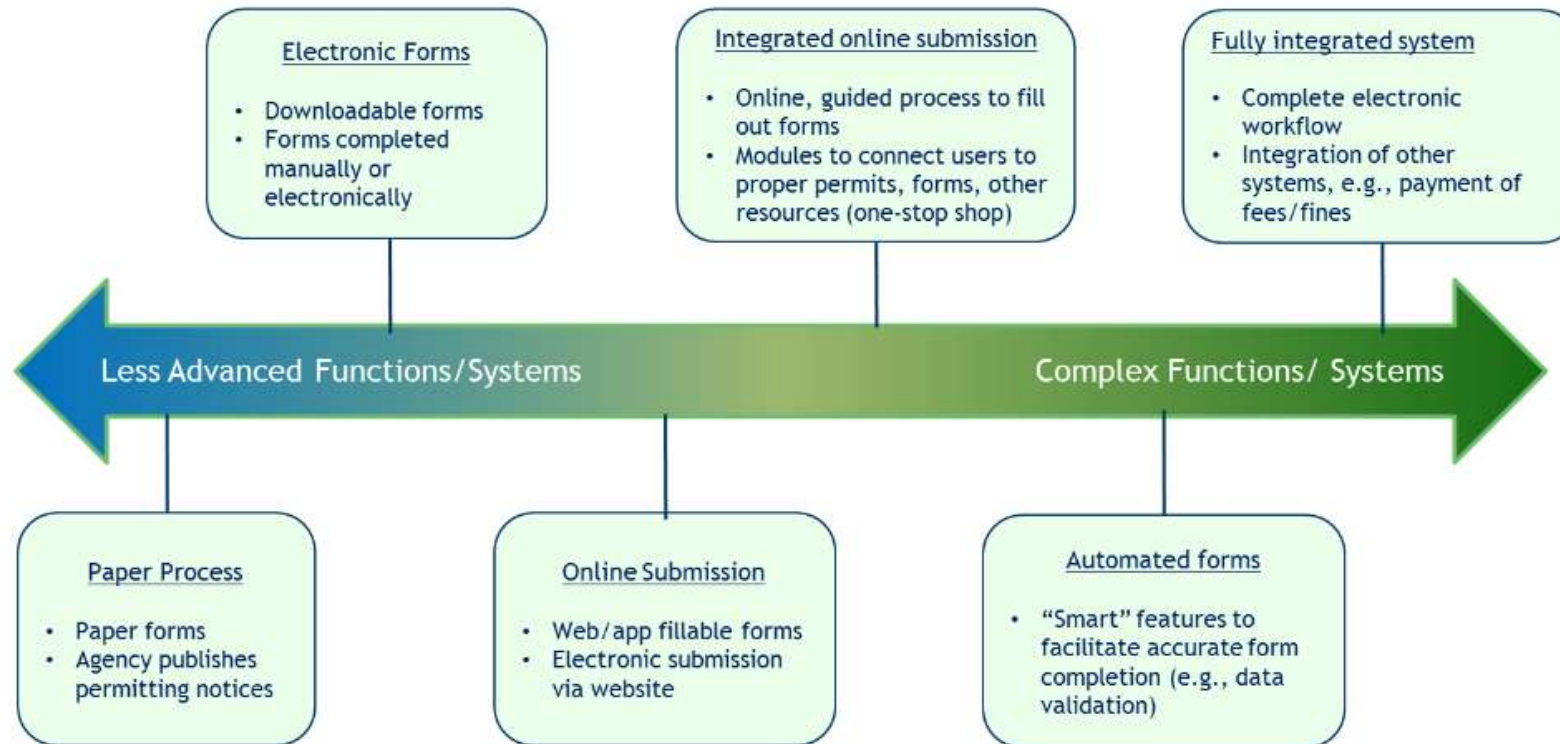 Electronic Forms
• Downloadable forms
• Forms completed
manually or
electronically
Integrated online submission
• Online, guided process to fill
out forms
• Modules to connect users to
proper permits, forms, other
resources (one-stop shop)
Fully integrated system
• Complete electronic
workflow
• Integration of other
systems, e.g., payment of
fees/fines
Less Advanced Functions/Systems
Complex Functions/ Systems
Paper Process
• Paper forms
• Agency publishes
permitting notices
Online Submission
• Web/app fillable forms
• Electronic submission
via website
Automated forms
• “Smart” features to
facilitate accurate form
completion (e.g., data
validation)